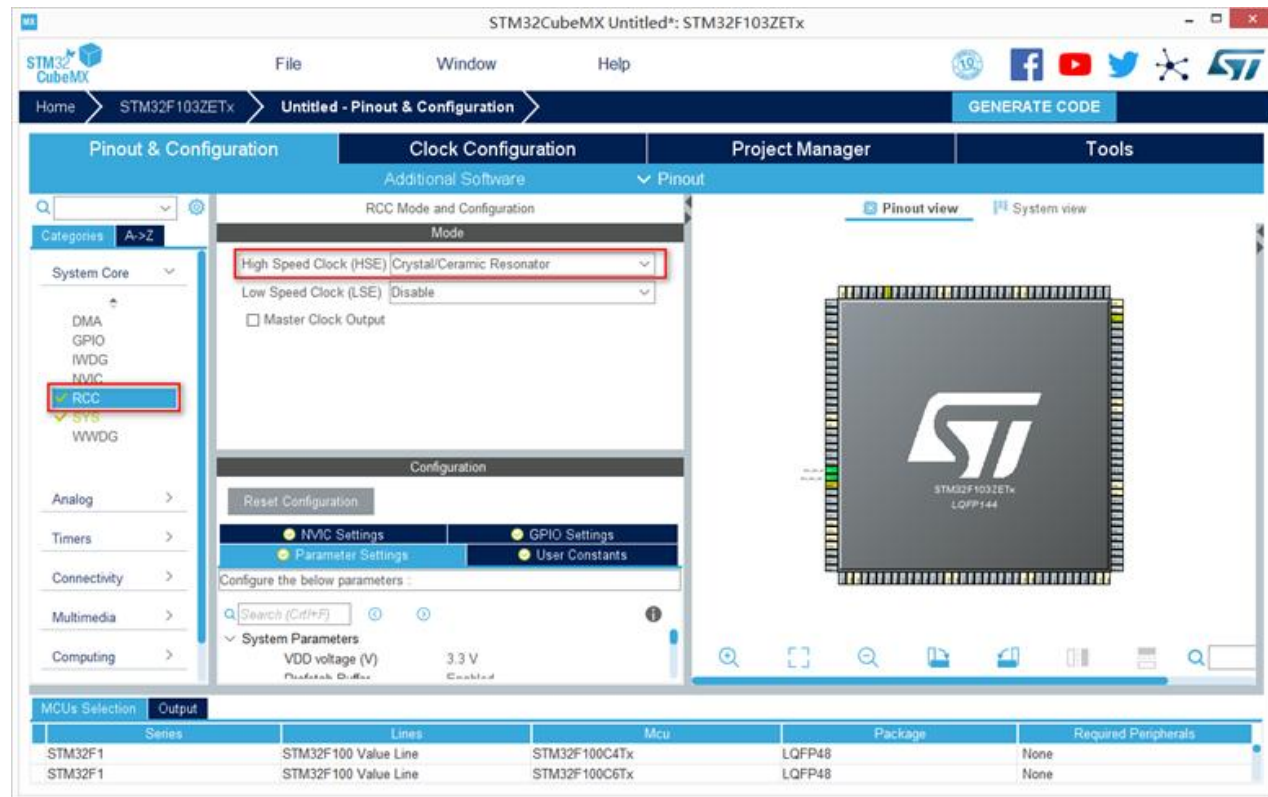 MX STM32CubeMX Untitled*: STM32F103ZETx
STM32 CubeMX File Window Help
Home STM32F103ZETx Untitled - Pinout & Configuration GENERATE CODE
Pinout & Configuration Clock Configuration Project Manager Tools
Additional Software Pinout
RCC Mode and Configuration
Pinout view System view
Categories A->Z
Mode
System Core
High Speed Clock (HSE) Crystal/Ceramic Resonator
Low Speed Clock (LSE) Disable
Master Clock Output
DMA
GPIO
IWDG
NVIC
RCC
SYS
WWDG
Analog
Timers
Connectivity
Multimedia
Computing
Configuration
Reset Configuration
NVIC Settings GPIO Settings
Parameter Settings User Constants
Configure the below parameters :
Search (Crtl+F)
System Parameters
VDD voltage (V) 3.3 V
Prefetch Buffer Enabled
STM32F103ZETx
LQFP144
MCUs Selection Output
Series Lines Mcu Package Required Peripherals
STM32F1 STM32F100 Value Line STM32F100C4Tx LQFP48 None
STM32F1 STM32F100 Value Line STM32F100C6Tx LQFP48 None